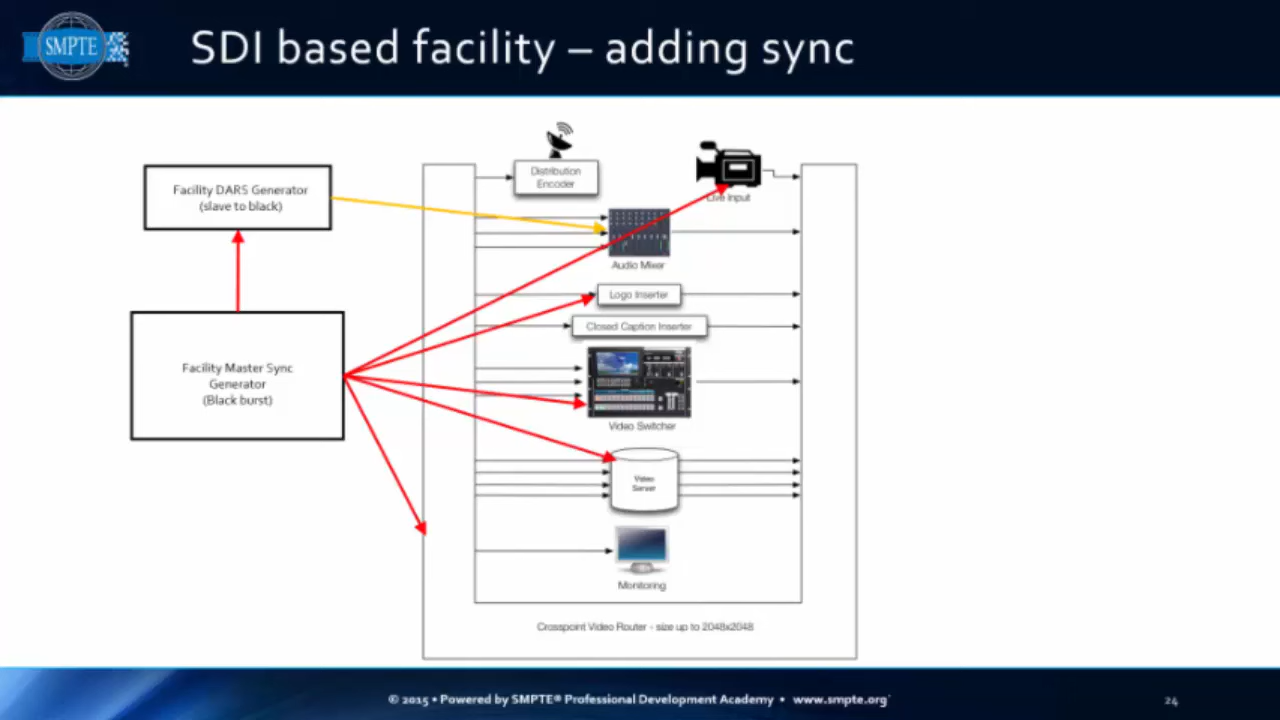 SMPTE
SDI based facility – adding sync
Facility DARS Generator
(slave to black)
Facility Master Sync
Generator
(Black burst)
Distribution
Encoder
Live Input
Audio Mixer
Logo Inserter
Closed Caption Inserter
Video Switcher
Video
Server
Monitoring
Crosspoint Video Router - size up to 2048x2048
© 2015 • Powered by SMPTE® Professional Development Academy • www.smpte.org
24